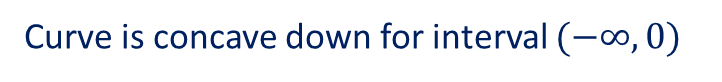 Curve is concave down for interval (−∞, 0)